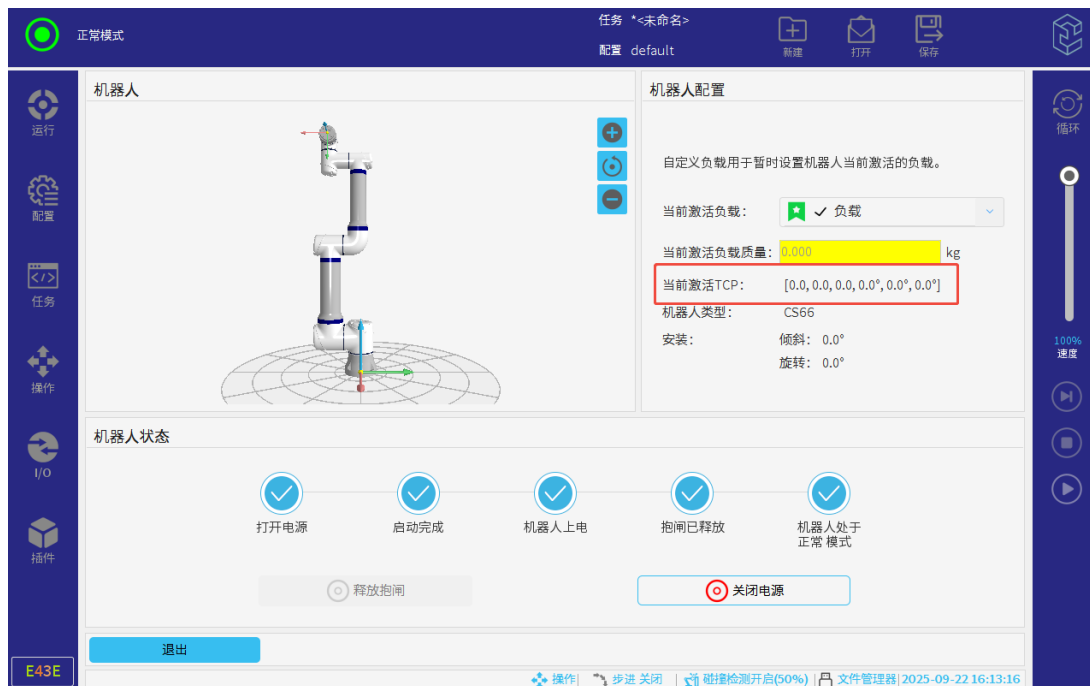 正常模式
任务 *<未命名>
配置 default
新建
打开
保存
运行
配置
任务
操作
I/O
插件
E43E
机器人
机器人配置
自定义负载用于暂时设置机器人当前激活的负载。
当前激活负载: 负载
当前激活负载质量: 0.000 kg
当前激活TCP: [0.0, 0.0, 0.0, 0.0°, 0.0°, 0.0°]
机器人类型: CS66
安装: 倾斜: 0.0°
旋转: 0.0°
机器人状态
打开电源
启动完成
机器人上电
抱闸已释放
机器人处于
正常 模式
释放抱闸
关闭电源
退出
操作| 步进 关闭 | 碰撞检测开启(50%) | 文件管理器| 2025-09-22 16:13:16
循环
100%
速度